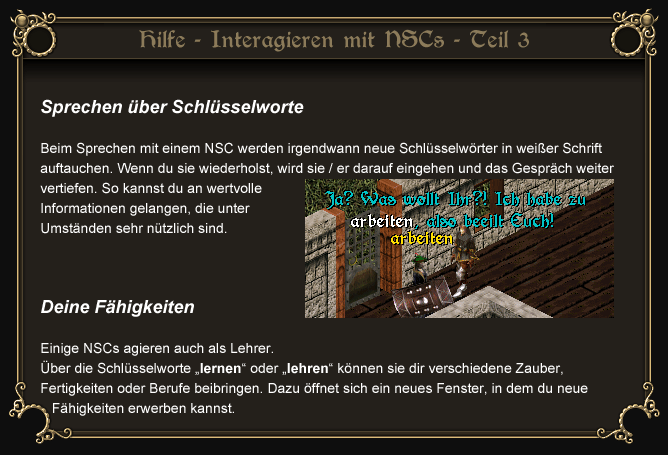 Hilfe - Interagieren mit NSCs - Teil 3
Sprechen über Schlüsselworte
Beim Sprechen mit einem NSC werden irgendwann neue Schlüsselwörter in weißer Schrift
auftauchen. Wenn du sie wiederholst, wird sie / er darauf eingehen und das Gespräch weiter
vertiefen. So kannst du an wertvolle
Informationen gelangen, die unter
Umständen sehr nützlich sind.
Ja? Was wollt Ihr?! Ich habe zu
arbeiten, also beeilt Euch!
arbeiten
Deine Fähigkeiten
Einige NSCs agieren auch als Lehrer.
Über die Schlüsselworte „lernen“ oder „lehren“ können sie dir verschiedene Zauber,
Fertigkeiten oder Berufe beibringen. Dazu öffnet sich ein neues Fenster, in dem du neue
Fähigkeiten erwerben kannst.